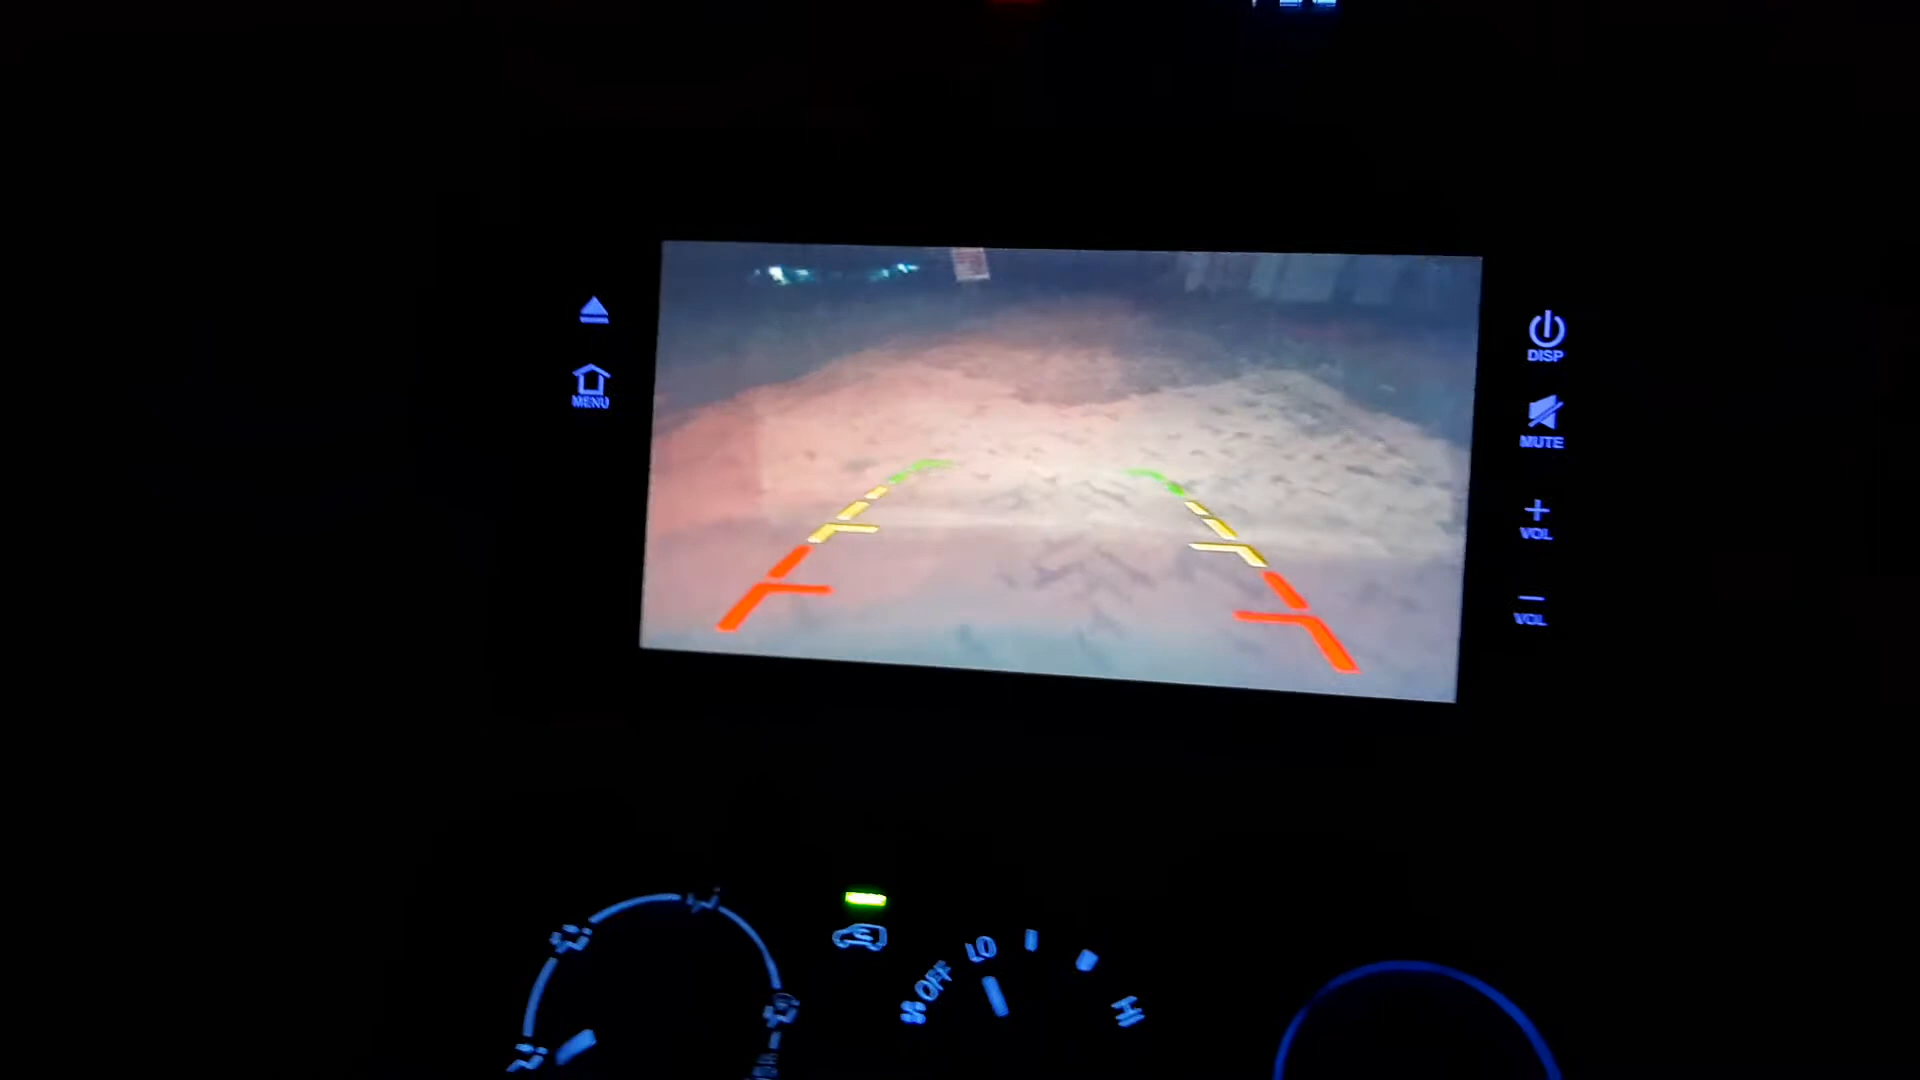 MENU
DISP
MUTE
+
VOL
—
VOL
OFF
LO
HI